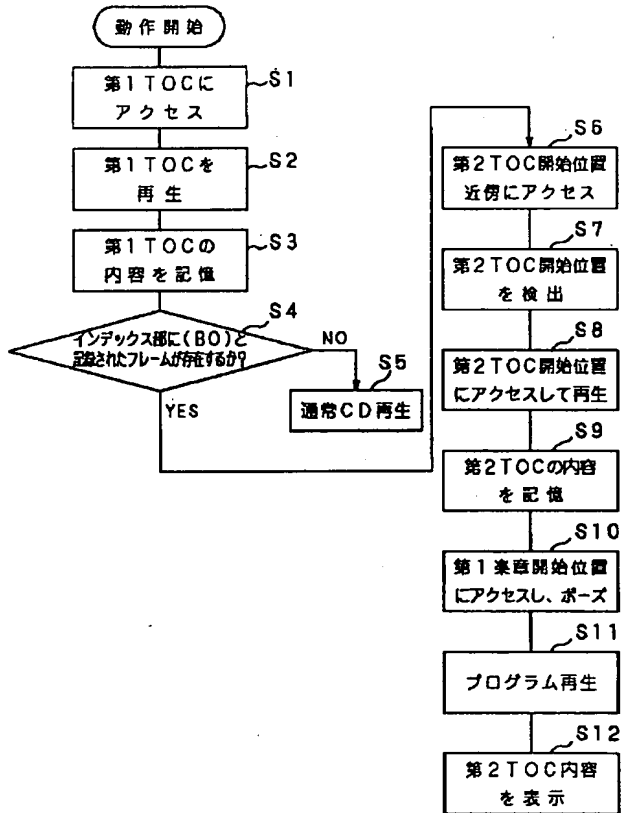 動作開始
第1TOCに
アクセス
S1
第1TOCを
再生
S2
第1TOCの
内容を記憶
S3
インデックス部に(B0)と
記録されたフレームが存在するか?
S4
NO
YES
通常CD再生
S5
第2TOC開始位置
近傍にアクセス
S6
第2TOC開始位置
を検出
S7
第2TOC開始位置
にアクセスして再生
S8
第2TOCの内容
を記憶
S9
第1楽章開始位置
にアクセスし、ポーズ
S10
プログラム再生
S11
第2TOC内容
を表示
S12